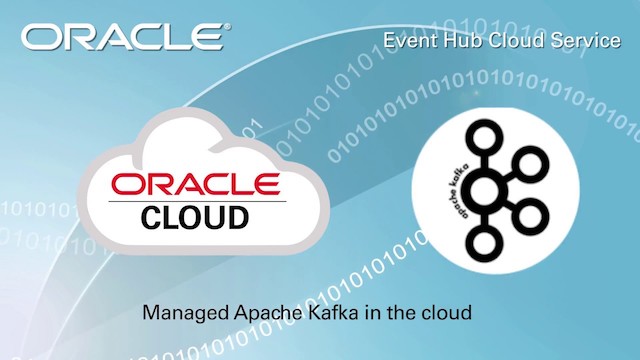 ORACLE®
Event Hub Cloud Service
ORACLE
CLOUD
apache kafka
Managed Apache Kafka in the cloud